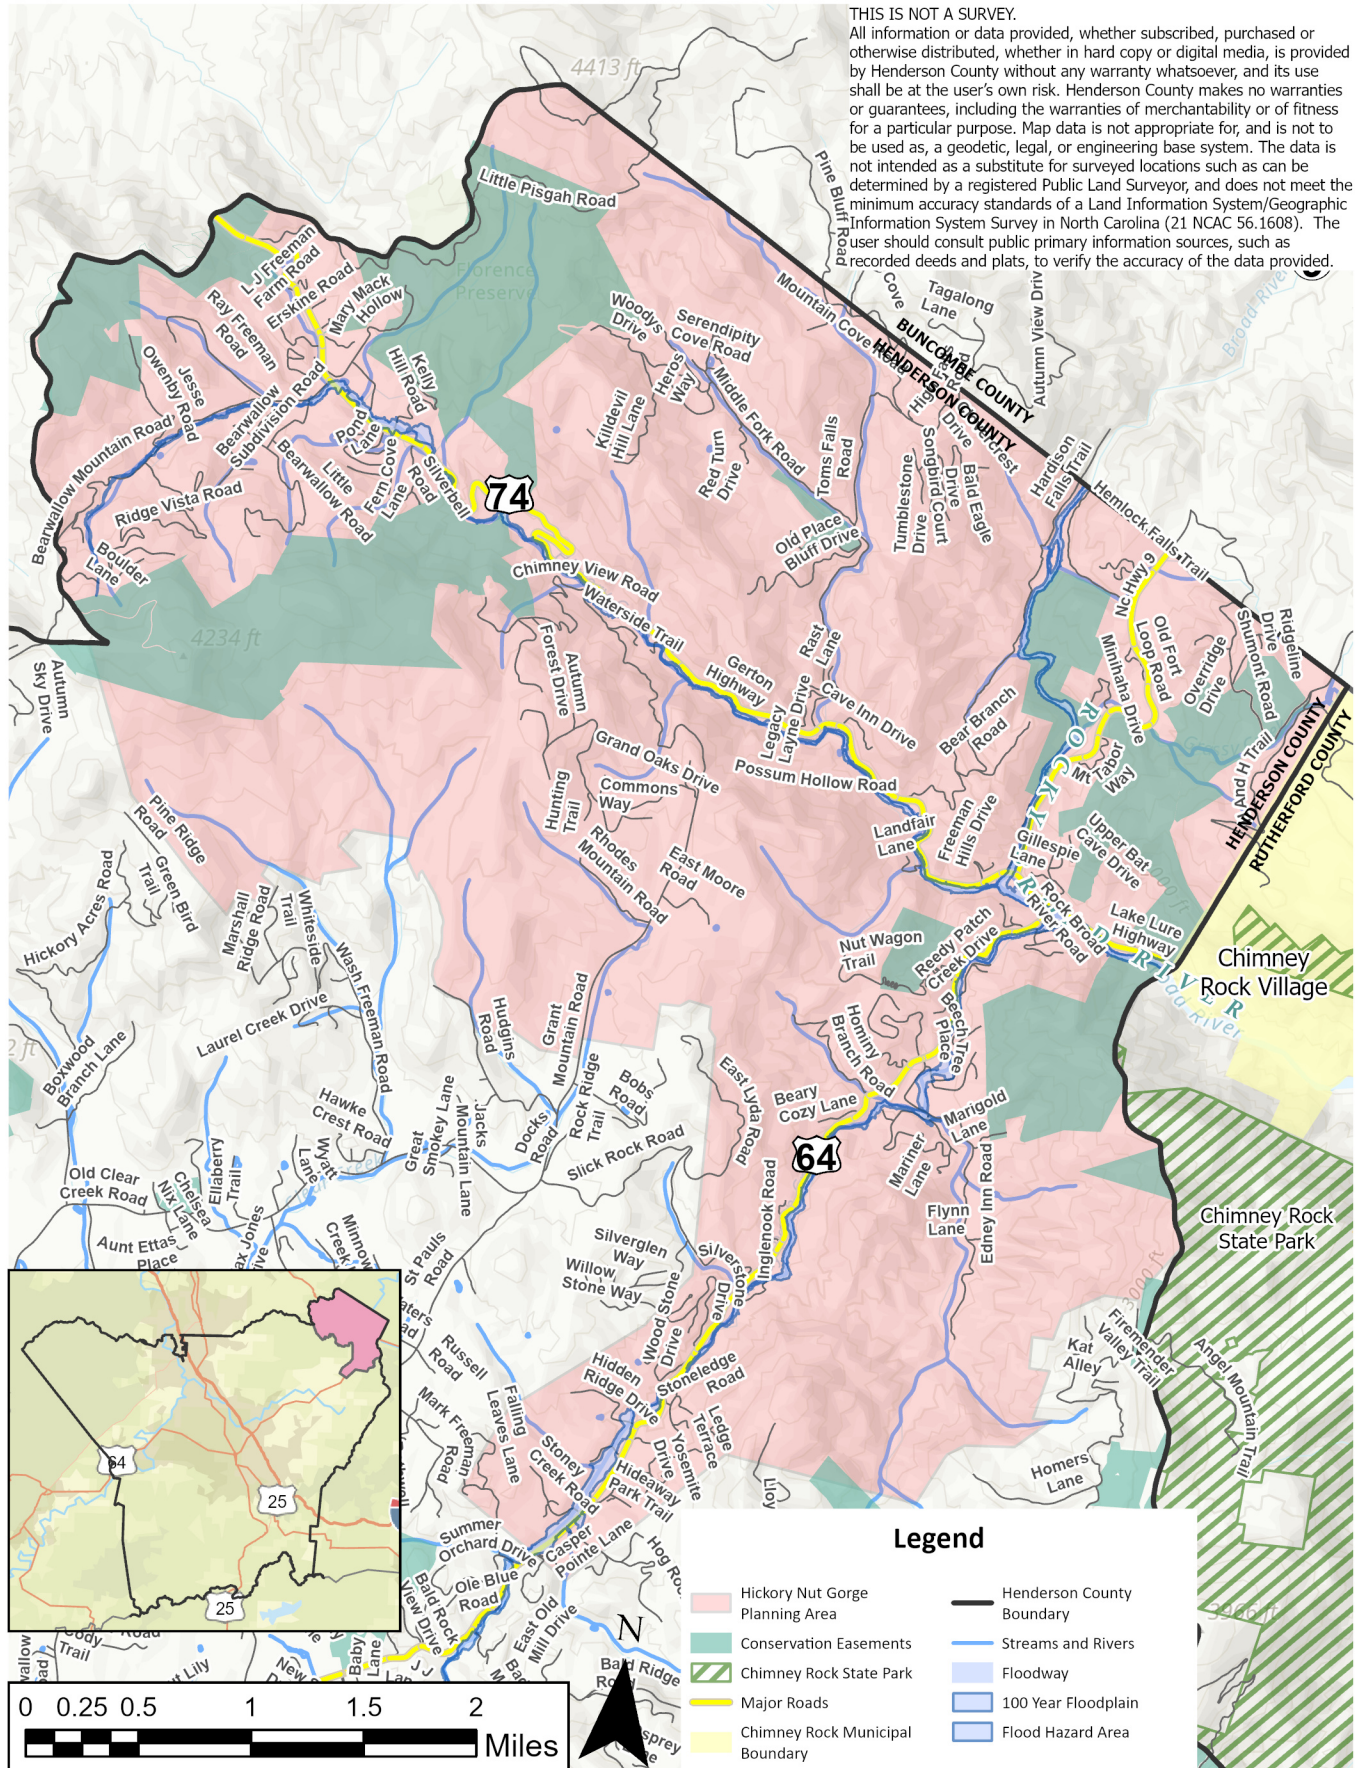 THIS IS NOT A SURVEY.
All information or data provided, whether subscribed, purchased or
otherwise distributed, whether in hard copy or digital media, is provided
by Henderson County without any warranty whatsoever, and its use
shall be at the user's own risk. Henderson County makes no warranties
or guarantees, including the warranties of merchantability or of fitness
for a particular purpose. Map data is not appropriate for, and is not to
be used as, a geodetic, legal, or engineering base system. The data is
not intended as a substitute for surveyed locations such as can be
determined by a registered Public Land Surveyor, and does not meet the
minimum accuracy standards of a Land Information System/Geographic
Information System Survey in North Carolina (21 NCAC 56.1608). The
user should consult public primary information sources, such as
recorded deeds and plats, to verify the accuracy of the data provided.
4413 ft
Pine Bluff Road
Little Pisgah Road
Florence
Preserve
L J Freeman
Farm Road
Erskine Road
Mary Mack
Hollow
Ray Freeman
Road
Jesse
Owenby Road
Bearwallow
Subdivision Road
Bearwallow Mountain Road
Kelly
Hill Road
Pond
Lane
Fern Cove
Lane
Little
Bearwallow Road
Silverbell
Road
Ridge Vista Road
Boulder
Lane
74
Woodys
Drive
Serendipity
Cove Road
Heros
Way
Middle Fork Road
Killdevil
Hill Lane
Red Turn
Drive
Mountain Cove Road
Cove
Tagalong
Lane
Autumn View Driv
BUNCOMBE COUNTY
HENDERSON COUNTY
Broad River
Toms Falls
Road
Old Place
Bluff Drive
Tumblestone
Drive
Songbird Court
Drive
Bald Eagle
Drive
Crest
Hardison
Falls Trail
Hemlock Falls Trail
Nc Hwy 9
Old Fort
Loop Road
Minihaha Drive
Overridge
Drive
Shumont Road
Ridgeline
Drive
And H Trail
Mt Tabor
Way
Chimney View Road
Waterside Trail
4234 ft
Autumn
Sky Drive
Forest Drive
Autumn
Gerton
Highway
Rast
Lane
Legacy
Layne Drive
Cave Inn Drive
Bear Branch
Road
Possum Hollow Road
Grand Oaks Drive
Commons
Way
Hunting
Trail
Rhodes
Mountain Road
East Moore
Road
Landfair
Lane
Freeman
Hills Drive
Gillespie
Lane
Upper Bat
Cave Drive
HENDERSON COUNTY
RUTHERFORD COUNTY
ROCKY
BROAD RIVER
Rock Broad
River Road
Lake Lure
Highway
Chimney
Rock Village
Pine Ridge
Road
Green Bird
Trail
Hickory Acres Road
Marshall
Ridge Road
Whiteside
Trail
Wash Freeman Road
Laurel Creek Drive
Nut Wagon
Trail
Reedy Patch
Creek Drive
Beech Tree
Place
Hominy
Branch Road
Hudgins
Road
Grant
Mountain Road
Boxwood
Branch Lane
2 ft
Hawke
Crest Road
Great
Smokey Lane
Jacks
Mountain Lane
Docks
Road
Rock Ridge
Trail
Bobs
Road
East Lyda Road
Beary
Cozy Lane
Marigold
Lane
Mariner
Lane
64
Slick Rock Road
Old Clear
Creek Road
Chelsea
Nix Lane
Ellaberry
Trail
Wyatt
Lane
Aunt Ettas
Place
Minnow
Creek
St Pauls
Road
Silverglen
Way
Willow
Stone Way
Silverstone
Drive
Inglenook Road
Flynn
Lane
Edney Inn Road
Chimney Rock
State Park
3000 ft
Wood Stone
Drive
Russell
Road
Mark Freeman
Road
Falling
Leaves Lane
Hidden
Ridge Drive
Stoneledge
Road
Kat
Alley
Firemender
Valley Trail
Angel Mountain Trail
Ledge
Terrace
Yosemite
Drive
Stoney
Creek Road
Hideaway
Park Trail
Homers
Lane
Summer
Orchard Drive
Casper
Pointe Lane
Ole Blue
Road
Bald Rock
View Drive
East Old
Mill Drive
Bald Ridge
Baby
Lane
J J
Cody
Trail
64
25
25
N
0 0.25 0.5 1 1.5 2
Miles
Legend
Hickory Nut Gorge
Planning Area
Conservation Easements
Chimney Rock State Park
Major Roads
Chimney Rock Municipal
Boundary
Henderson County
Boundary
Streams and Rivers
Floodway
100 Year Floodplain
Flood Hazard Area
3966 ft